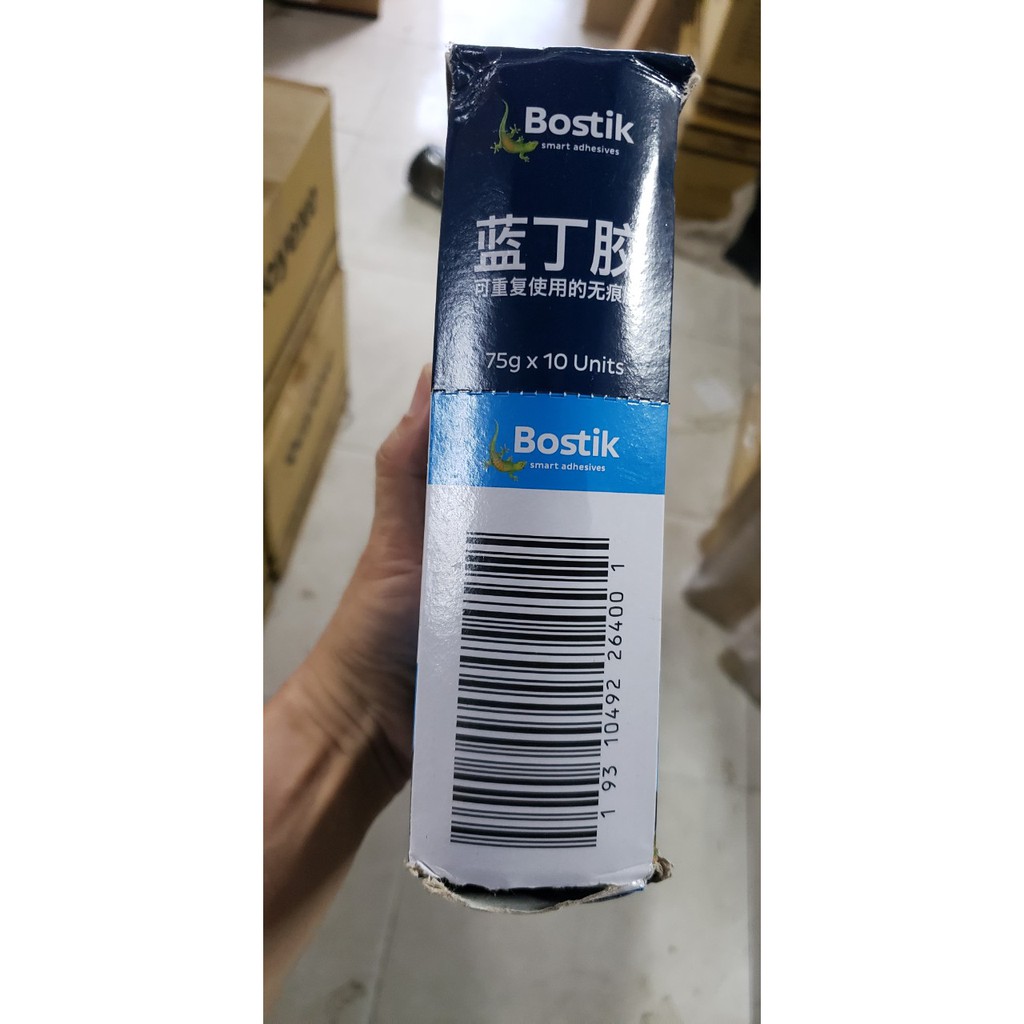 Bostik
smart adhesives
蓝丁胶
可重复使用的无痕
75g x 10 Units
Bostik
smart adhesives
1 93 10492 26400 1